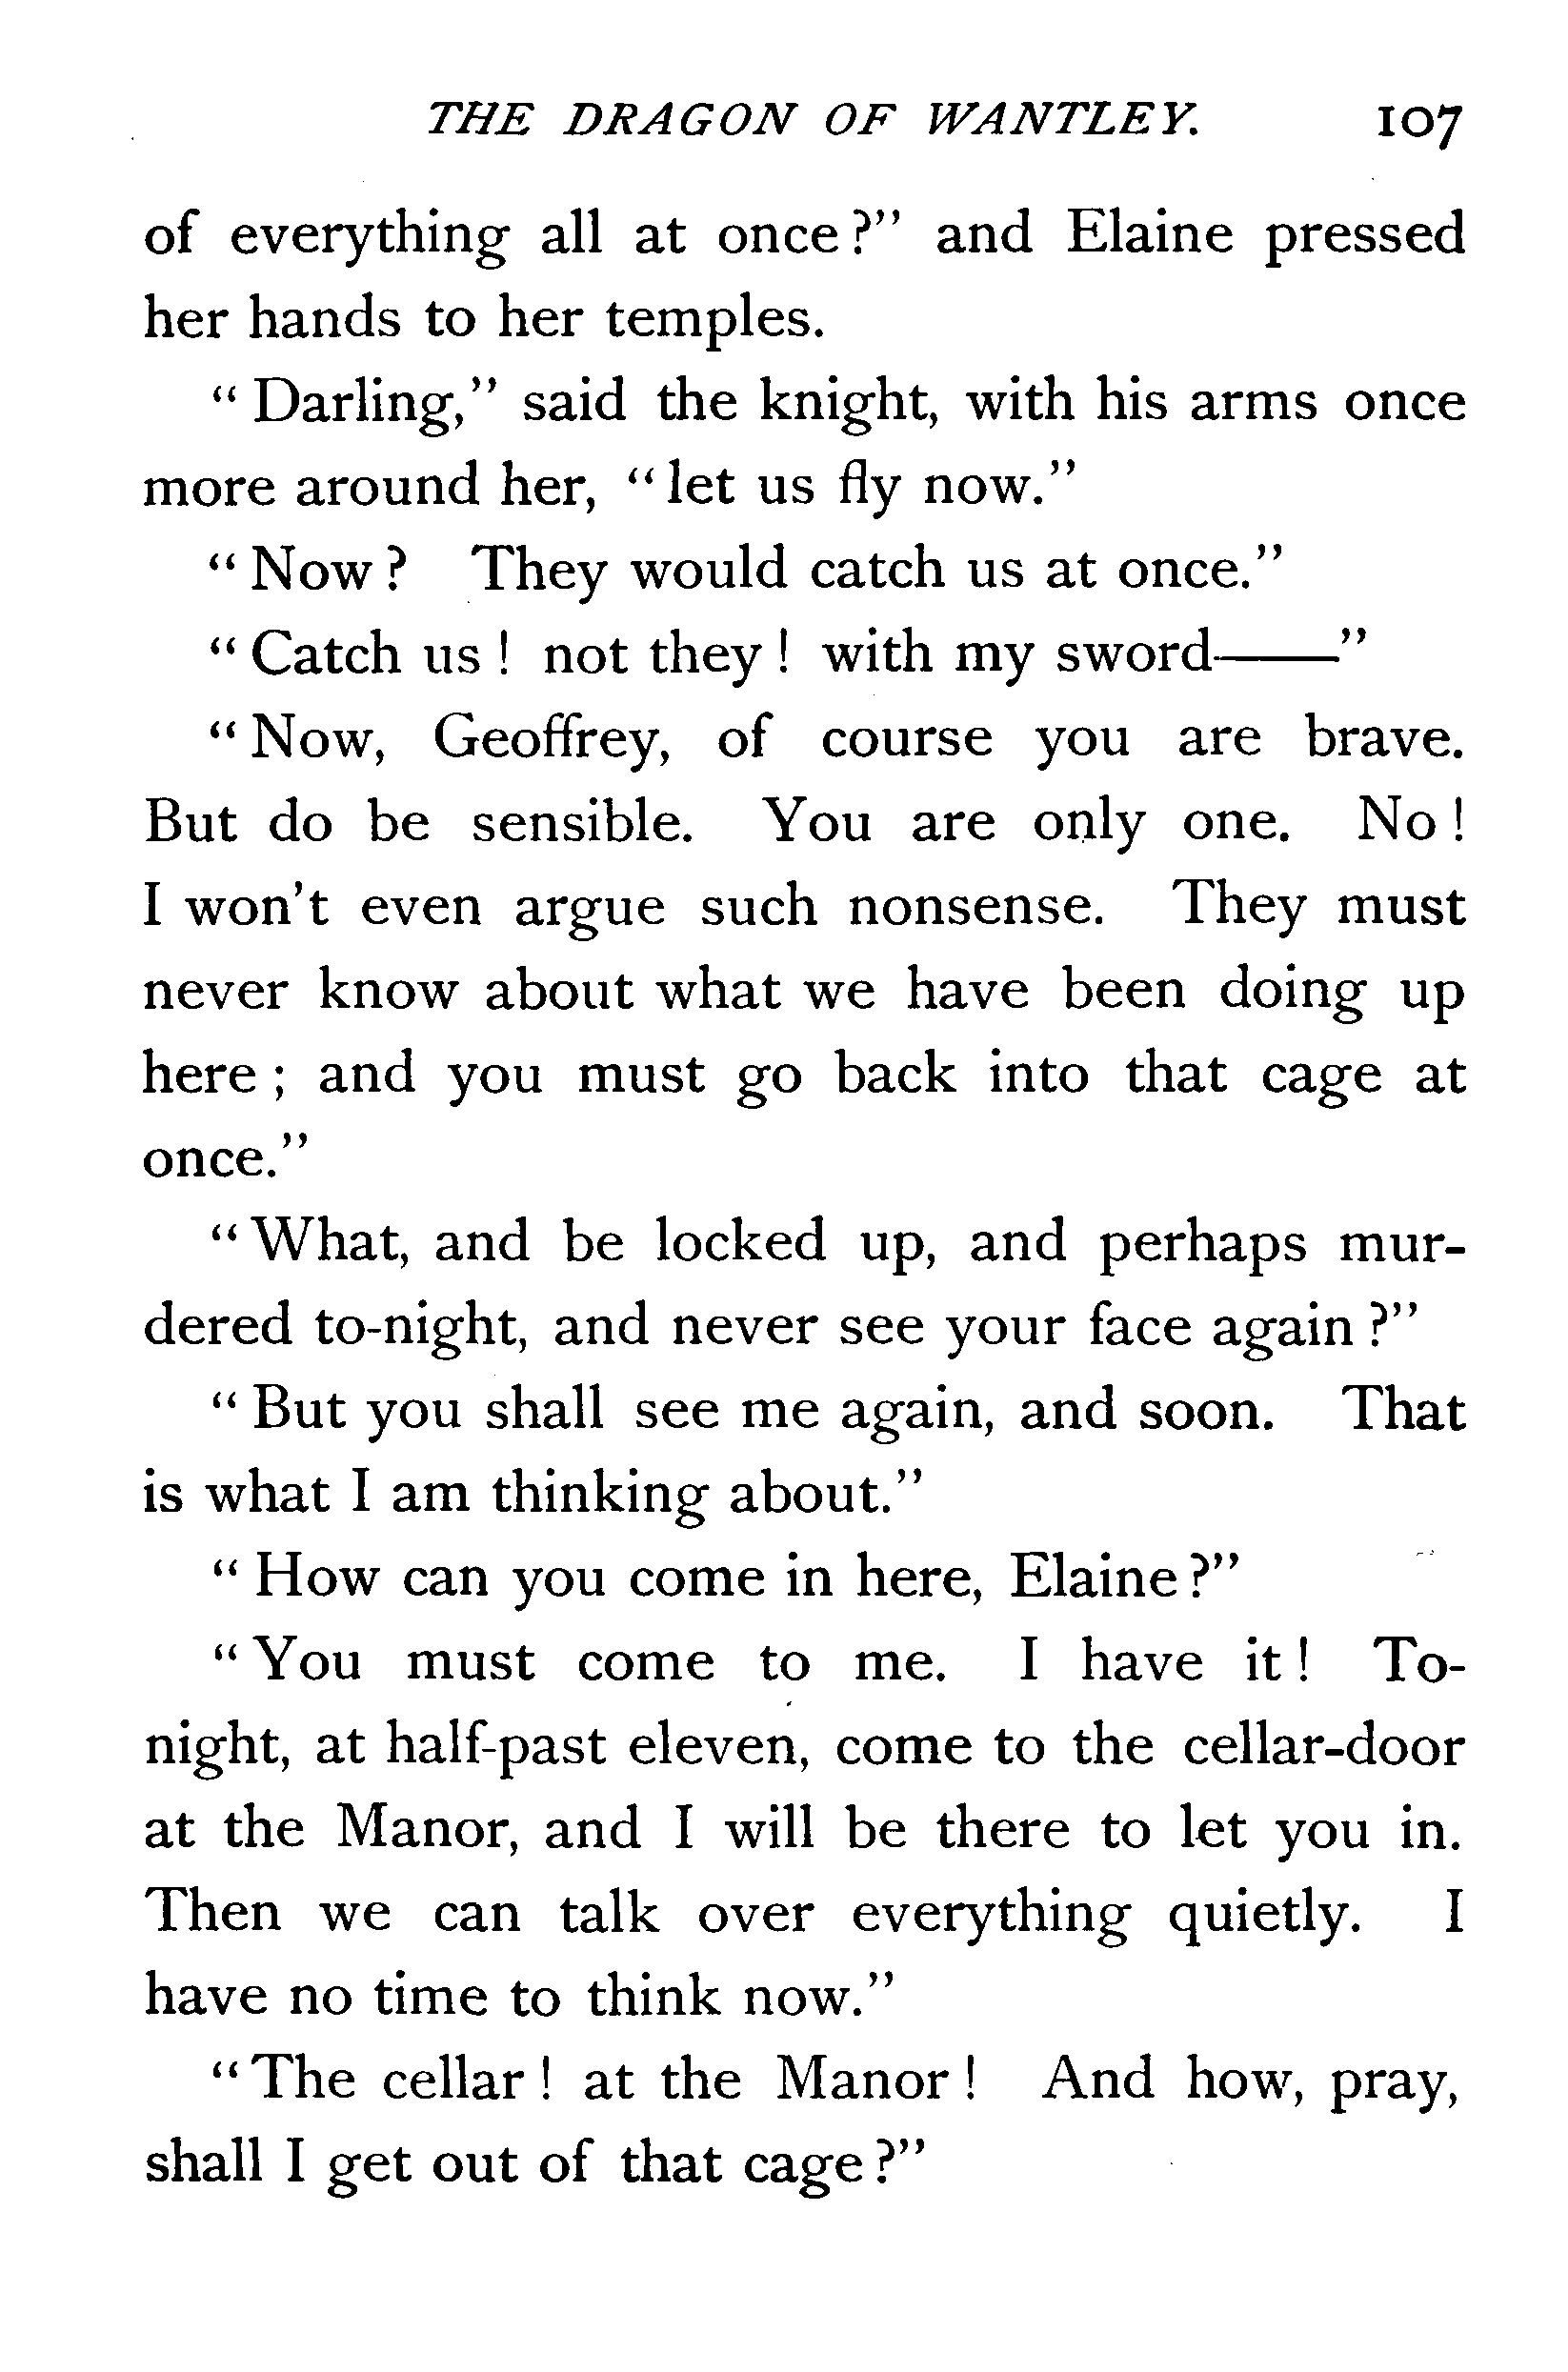 THE DRAGON OF WANTLEY. 107
of everything all at once?” and Elaine pressed
her hands to her temples.
“Darling,” said the knight, with his arms once
more around her, “let us fly now.”
“Now? They would catch us at once.”
“Catch us! not they! with my sword——”
“Now, Geoffrey, of course you are brave.
But do be sensible. You are only one. No!
I won’t even argue such nonsense. They must
never know about what we have been doing up
here; and you must go back into that cage at
once.”
“What, and be locked up, and perhaps mur-
dered to-night, and never see your face again?”
“But you shall see me again, and soon. That
is what I am thinking about.”
“How can you come in here, Elaine?”
“You must come to me. I have it! To-
night, at half-past eleven, come to the cellar-door
at the Manor, and I will be there to let you in.
Then we can talk over everything quietly. I
have no time to think now.”
“The cellar! at the Manor! And how, pray,
shall I get out of that cage?”